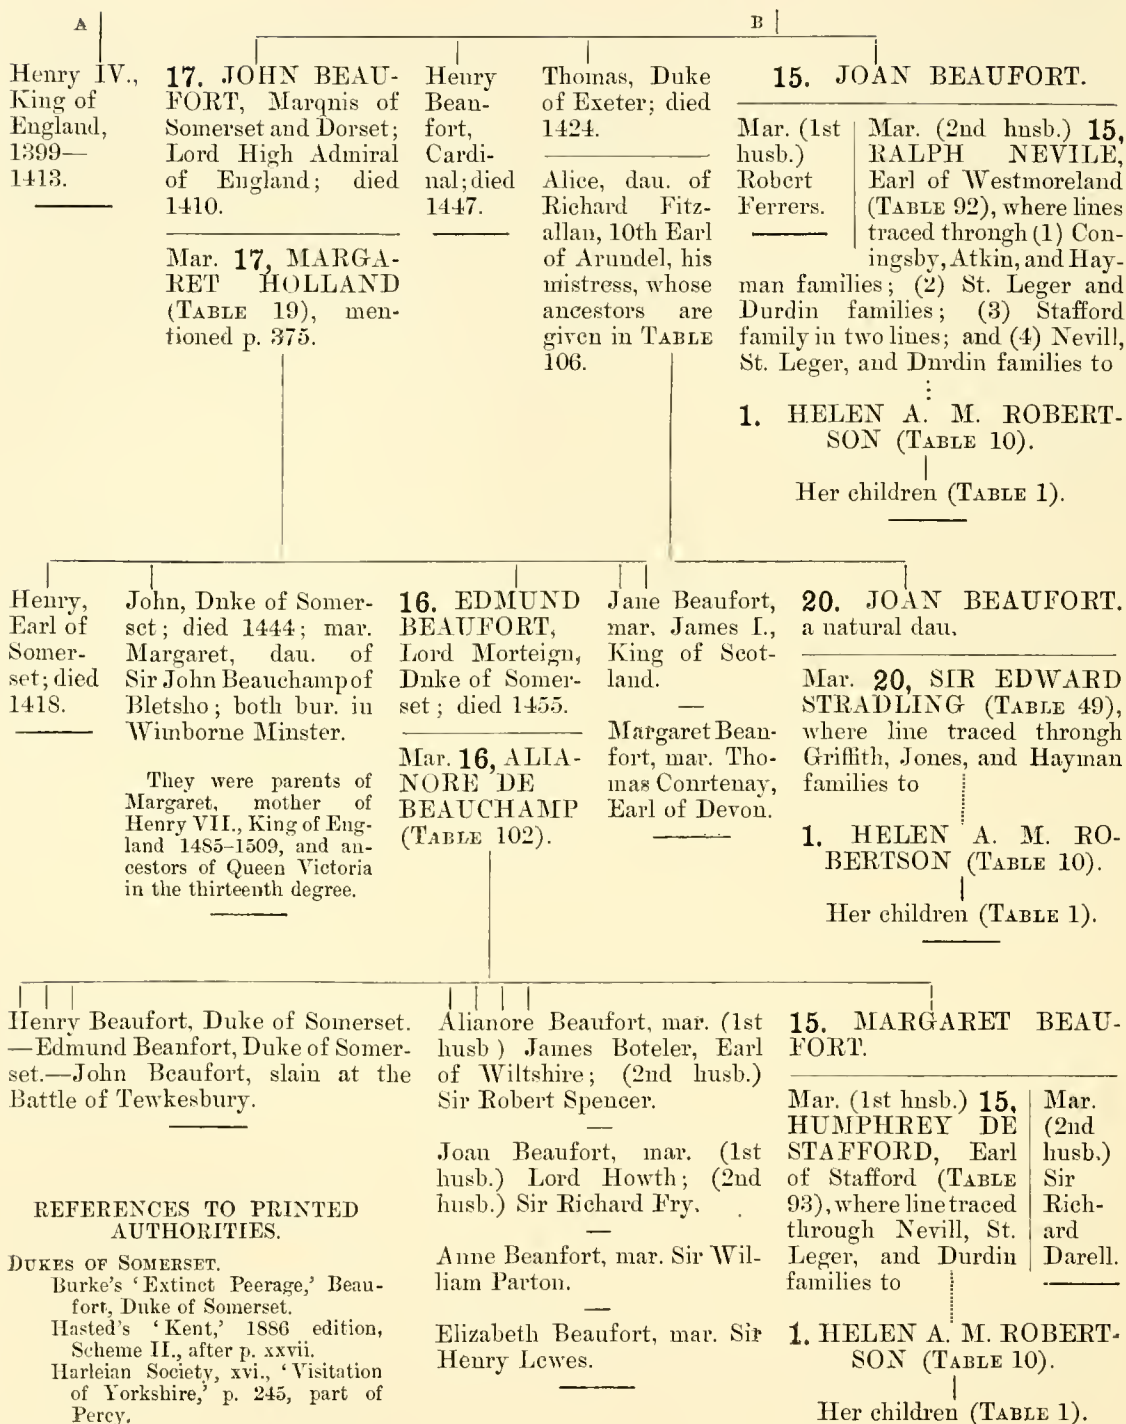 A
B
Henry IV.,
King of
England,
1399—
1413.
17. JOHN BEAU-
FORT, Marquis of
Somerset and Dorset;
Lord High Admiral
of England; died
1410.
Mar. 17, MARGA-
RET HOLLAND
(TABLE 19), men-
tioned p. 375.
Henry
Beau-
fort,
Cardi-
nal; died
1447.
Thomas, Duke
of Exeter; died
1424.
Alice, dau. of
Richard Fitz-
allan, 10th Earl
of Arundel, his
mistress, whose
ancestors are
given in TABLE
106.
15. JOAN BEAUFORT.
Mar. (1st
husb.)
Robert
Ferrers.
Mar. (2nd husb.) 15,
RALPH NEVILE,
Earl of Westmoreland
(TABLE 92), where lines
traced through (1) Con-
ingsby, Atkin, and Hay-
man families; (2) St. Leger and
Durdin families; (3) Stafford
family in two lines; and (4) Nevill,
St. Leger, and Durdin families to
1. HELEN A. M. ROBERT-
SON (TABLE 10).
Her children (TABLE 1).
Henry,
Earl of
Somer-
set; died
1418.
John, Duke of Somer-
set; died 1444; mar.
Margaret, dau. of
Sir John Beauchamp of
Bletsho; both bur. in
Wimborne Minster.
They were parents of
Margaret, mother of
Henry VII., King of Eng-
land 1485–1509, and an-
cestors of Queen Victoria
in the thirteenth degree.
16. EDMUND
BEAUFORT,
Lord Morteign,
Duke of Somer-
set; died 1455.
Mar. 16, ALIA-
NORE DE
BEAUCHAMP
(TABLE 102).
Jane Beaufort,
mar. James I.,
King of Scot-
land.
—
Margaret Beau-
fort, mar. Tho-
mas Courtenay,
Earl of Devon.
20. JOAN BEAUFORT.
a natural dau.
Mar. 20, SIR EDWARD
STRADLING (TABLE 49),
where line traced through
Griffith, Jones, and Hayman
families to
1. HELEN A. M. RO-
BERTSON (TABLE 10).
Her children (TABLE 1).
Henry Beaufort, Duke of Somerset.
—Edmund Beaufort, Duke of Somer-
set.—John Beaufort, slain at the
Battle of Tewkesbury.
Alianore Beaufort, mar. (1st
husb ) James Boteler, Earl
of Wiltshire; (2nd husb.)
Sir Robert Spencer.
—
Joan Beaufort, mar. (1st
husb.) Lord Howth; (2nd
husb.) Sir Richard Fry.
—
Anne Beaufort, mar. Sir Wil-
liam Parton.
—
Elizabeth Beaufort, mar. Sir
Henry Lewes.
15. MARGARET BEAU-
FORT.
Mar. (1st husb.) 15,
HUMPHREY DE
STAFFORD, Earl
of Stafford (TABLE
93), where line traced
through Nevill, St.
Leger, and Durdin
families to
Mar.
(2nd
husb.)
Sir
Rich-
ard
Darell.
1. HELEN A. M. ROBERT-
SON (TABLE 10).
Her children (TABLE 1).
REFERENCES TO PRINTED
AUTHORITIES.
DUKES OF SOMERSET.
Burke's ‘Extinct Peerage,’ Beau-
fort, Duke of Somerset.
Hasted's ‘Kent,’ 1886 edition,
Scheme II., after p. xxvii.
Harleian Society, xvi., ‘Visitation
of Yorkshire,’ p. 245, part of
Percy.